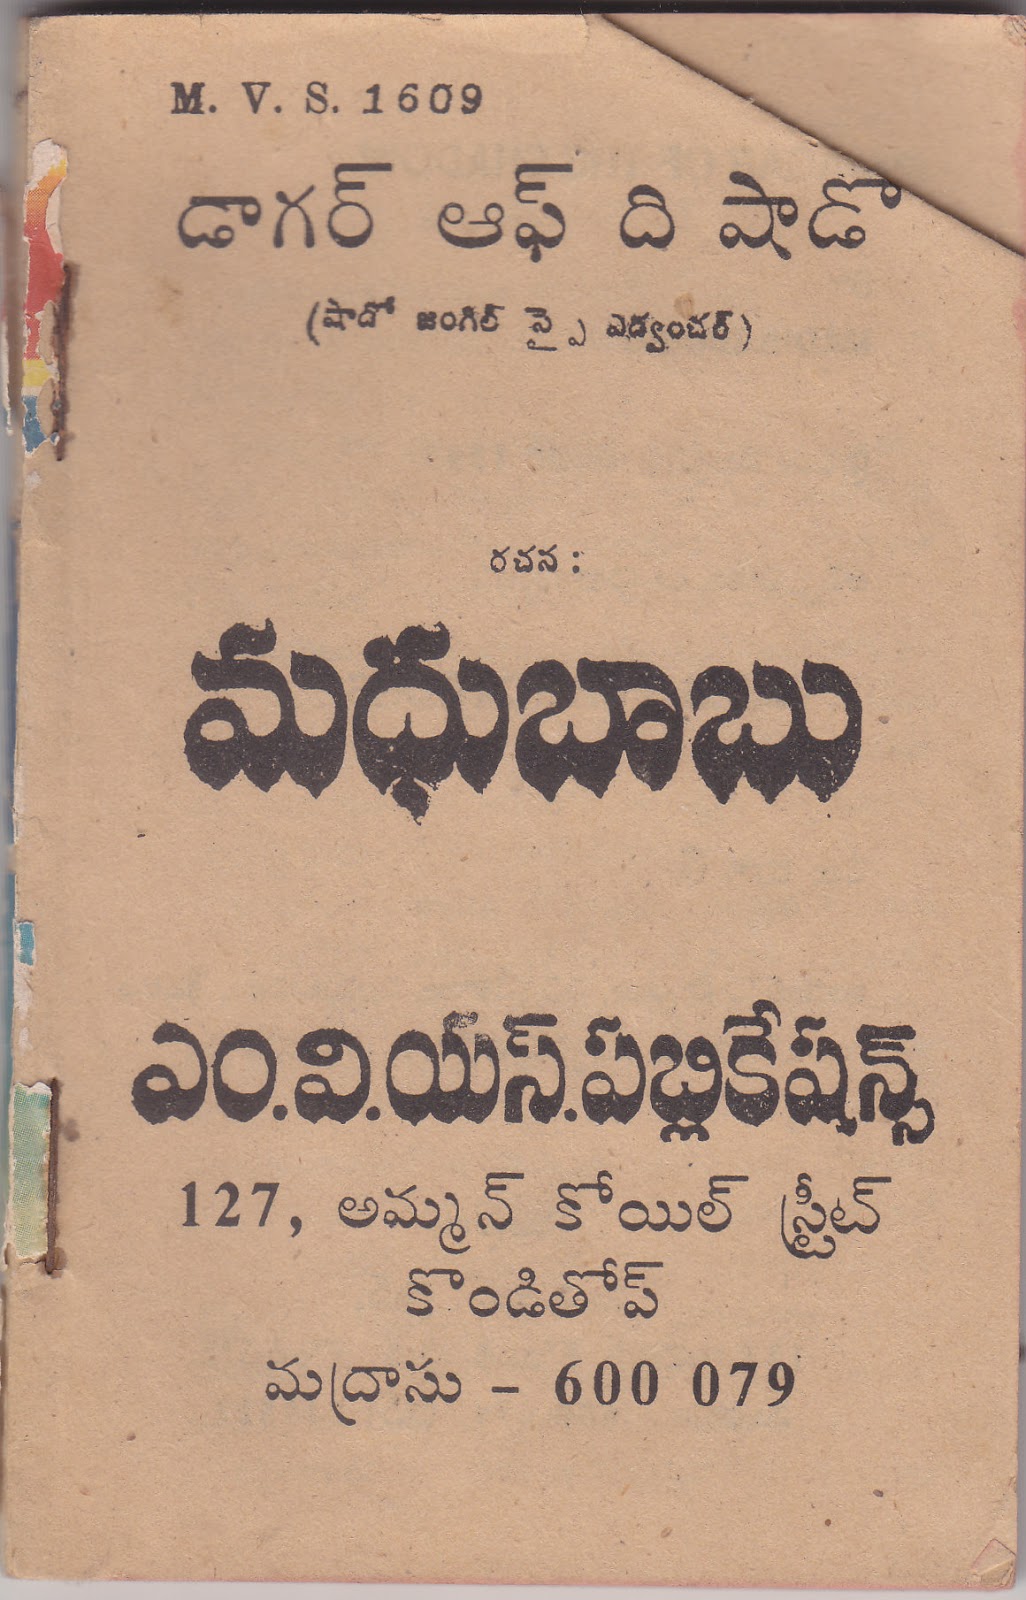 M. V. S. 1609
డాగర్ ఆఫ్ ది షాడో
(షాడో జంగిల్ స్పై ఎడ్వంచర్)
రచన :
మధుబాబు
ఎం.వి.యస్.పబ్లికేషన్స్
127, అమ్మన్ కోయిల్ స్ట్రీట్
కొండితోప్
మద్రాసు - 600 079